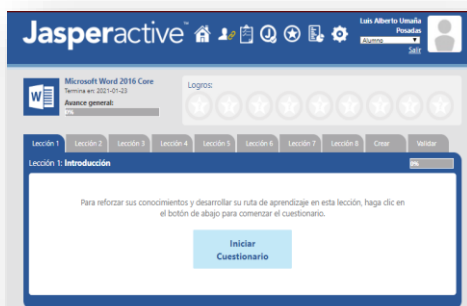 Jasperactive
Luis Alberto Umaña
Posadas
Alumno
Salir
Microsoft Word 2016 Core
Termina en: 2021-01-23
Avance general:
0%
Logros:
Lección 1
Lección 2
Lección 3
Lección 4
Lección 5
Lección 6
Lección 7
Lección 8
Crear
Validar
Lección 1: Introducción
0%
Para reforzar sus conocimientos y desarrollar su ruta de aprendizaje en esta lección, haga clic en
el botón de abajo para comenzar el cuestionario.
Iniciar
Cuestionario